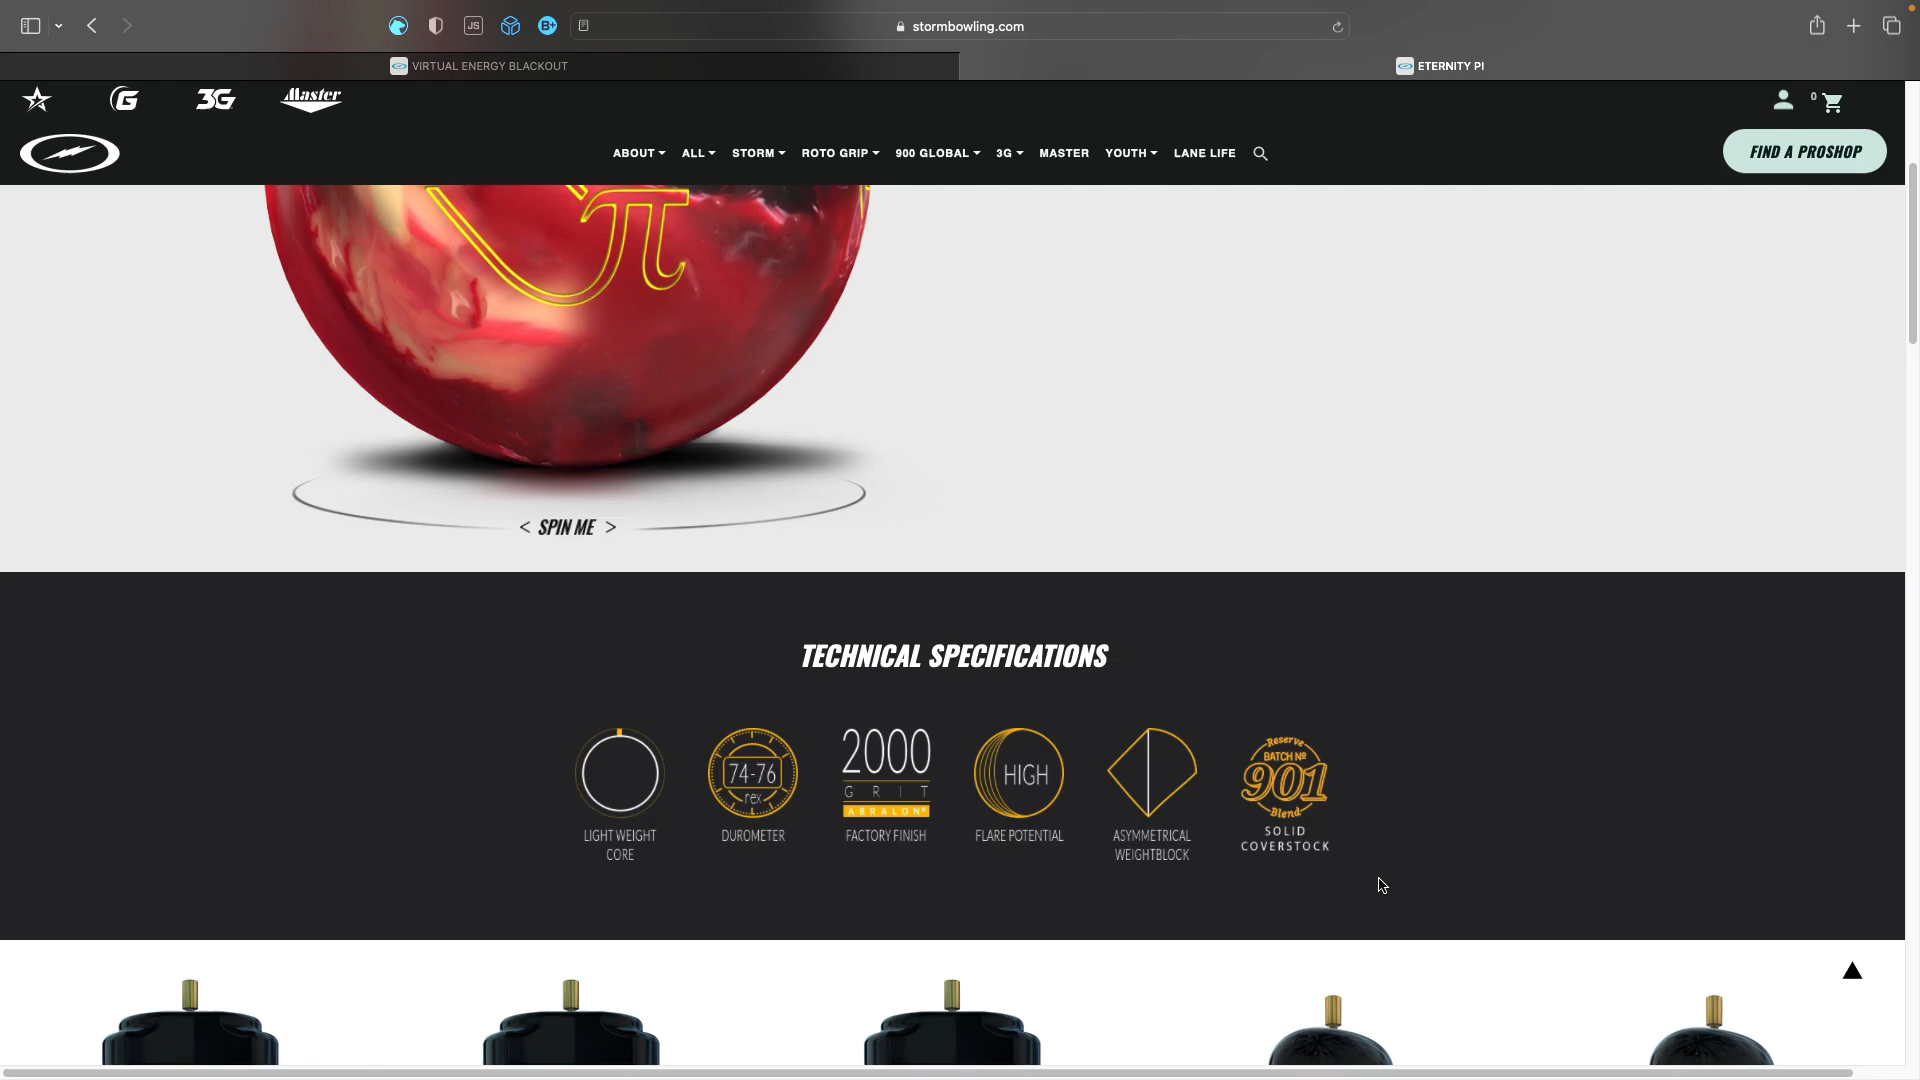 JS
B+
stormbowling.com
VIRTUAL ENERGY BLACKOUT
ETERNITY PI
G
3G
Master
0
ABOUT
ALL
STORM
ROTO GRIP
900 GLOBAL
3G
MASTER
YOUTH
LANE LIFE
FIND A PROSHOP
π
< SPIN ME >
TECHNICAL SPECIFICATIONS
74-76
rex
2000
GRIT
ABRALON®
HIGH
Reserve
BATCH Nº
901
Blend
LIGHT WEIGHT
CORE
DUROMETER
FACTORY FINISH
FLARE POTENTIAL
ASYMMETRICAL
WEIGHTBLOCK
SOLID
COVERSTOCK